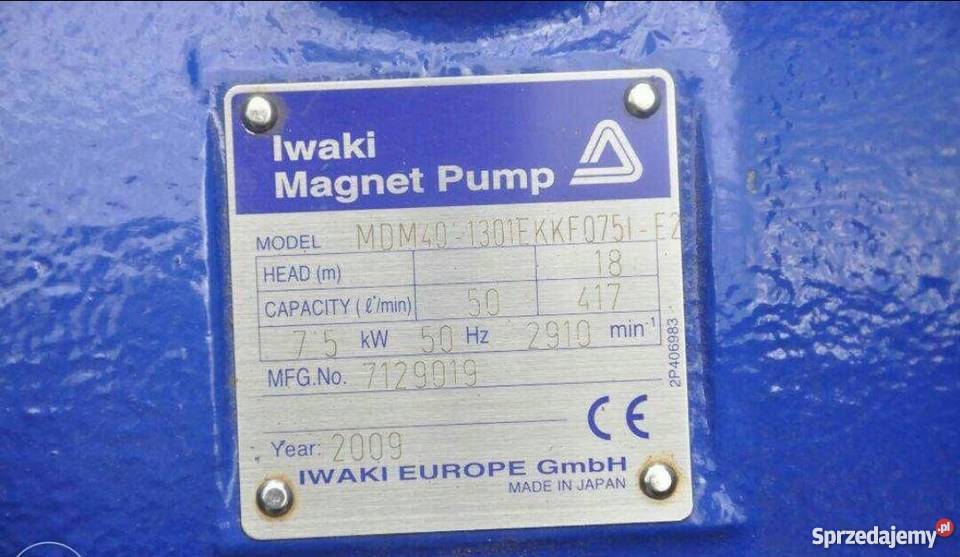 Iwaki
Magnet Pump
MODEL MDM40-1301EKKF075I-E2
HEAD (m) 18
CAPACITY (ℓ/min) 50 417
7.5 kW 50 Hz 2910 min⁻¹
MFG.No. 7129019
2P406983
CE
Year: 2009
IWAKI EUROPE GmbH
MADE IN JAPAN
Sprzedajemy.pl